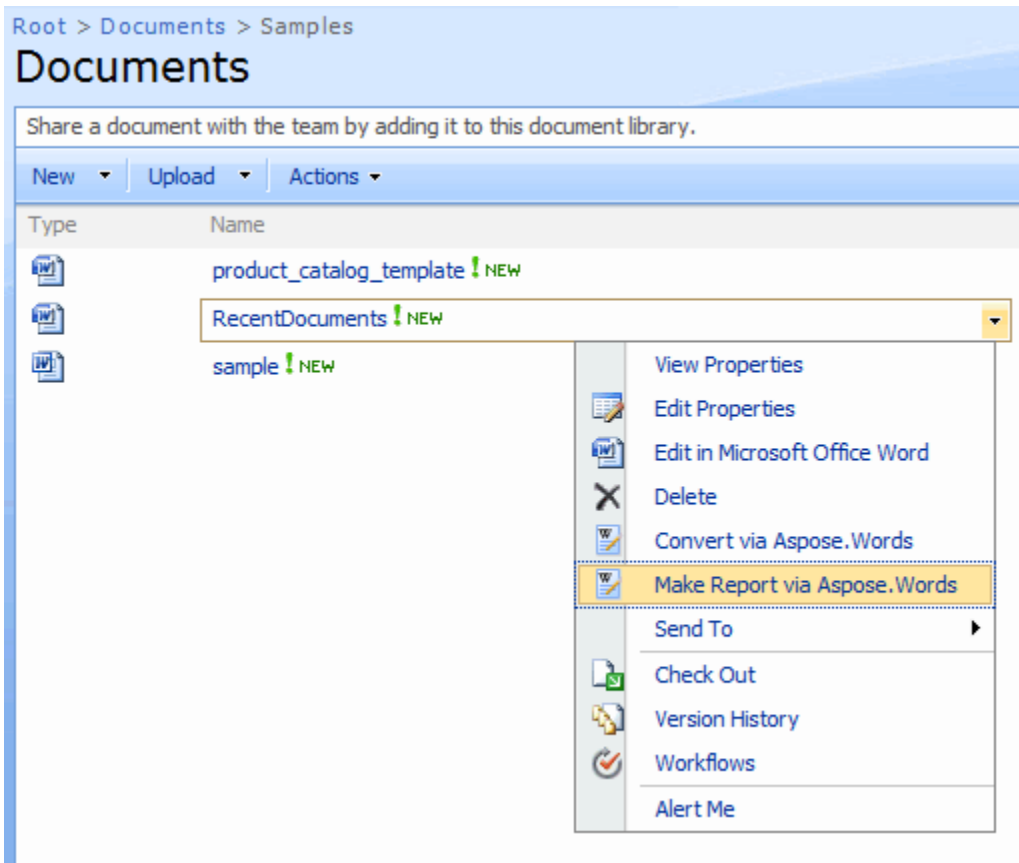 Root > Documents > Samples
Documents
Share a document with the team by adding it to this document library.
New Upload Actions
Type Name
product_catalog_template ! NEW
RecentDocuments ! NEW
sample ! NEW
View Properties
Edit Properties
Edit in Microsoft Office Word
Delete
Convert via Aspose.Words
Make Report via Aspose.Words
Send To
Check Out
Version History
Workflows
Alert Me